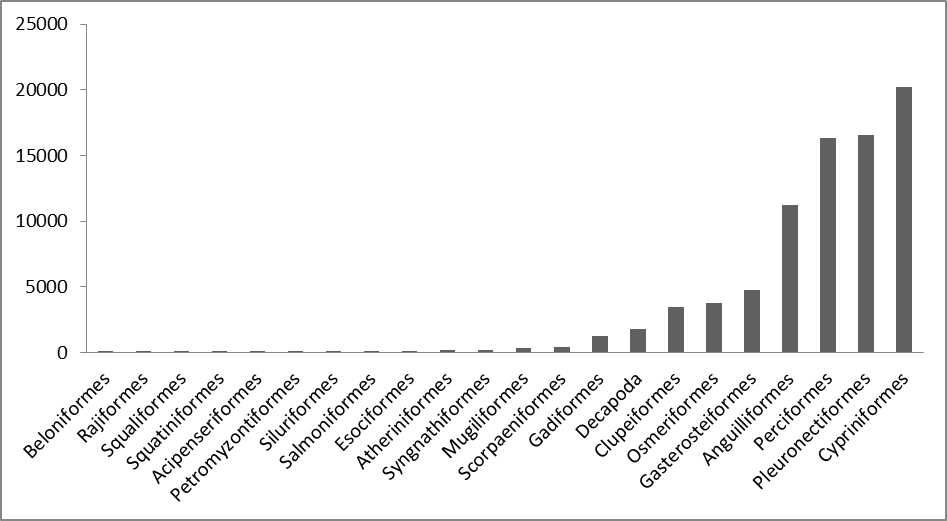 25000
20000
15000
10000
5000
0
Beloniformes
Rajiformes
Squaliformes
Squatiniformes
Acipenseriformes
Petromyzontiformes
Siluriformes
Salmoniformes
Esociformes
Atheriniformes
Syngnathiformes
Mugiliformes
Scorpaeniformes
Gadiformes
Decapoda
Clupeiformes
Osmeriformes
Gasterosteiformes
Anguilliformes
Perciformes
Pleuronectiformes
Cypriniformes